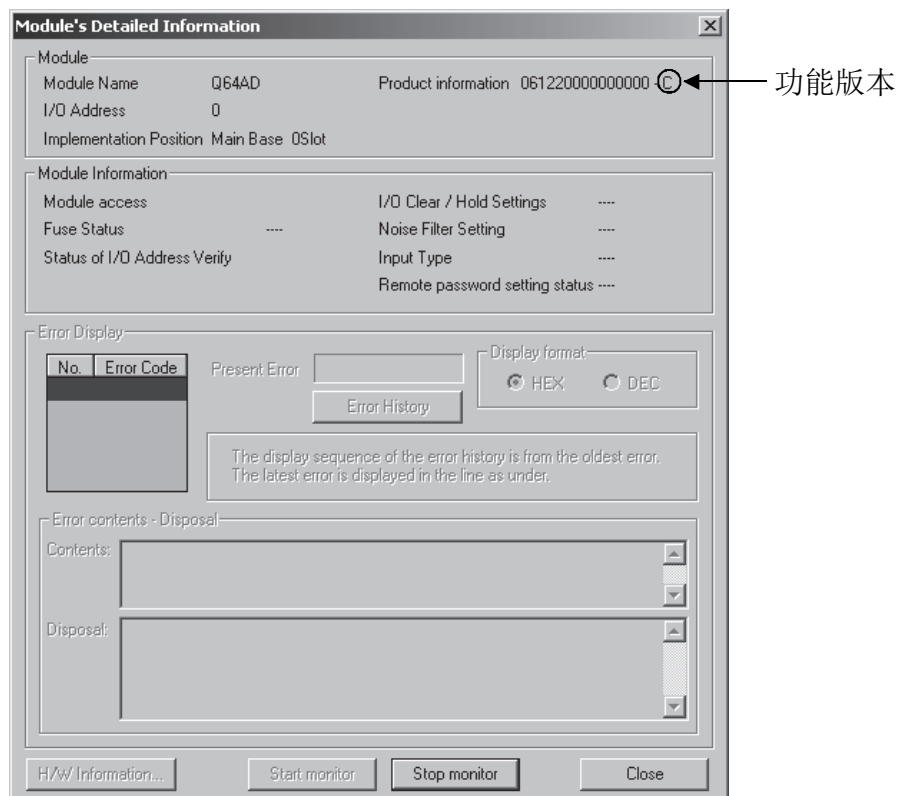 Module's Detailed Information
Module
Module Name Q64AD Product information 061220000000000 - C 功能版本
I/O Address 0
Implementation Position Main Base 0Slot
Module Information
Module access I/O Clear / Hold Settings ----
Fuse Status ---- Noise Filter Setting ----
Status of I/O Address Verify Input Type ----
Remote password setting status ----
Error Display
No. Error Code Present Error Display format
HEX DEC
Error History
The display sequence of the error history is from the oldest error.
The latest error is displayed in the line as under.
Error contents - Disposal
Contents:
Disposal:
H/W Information... Start monitor Stop monitor Close